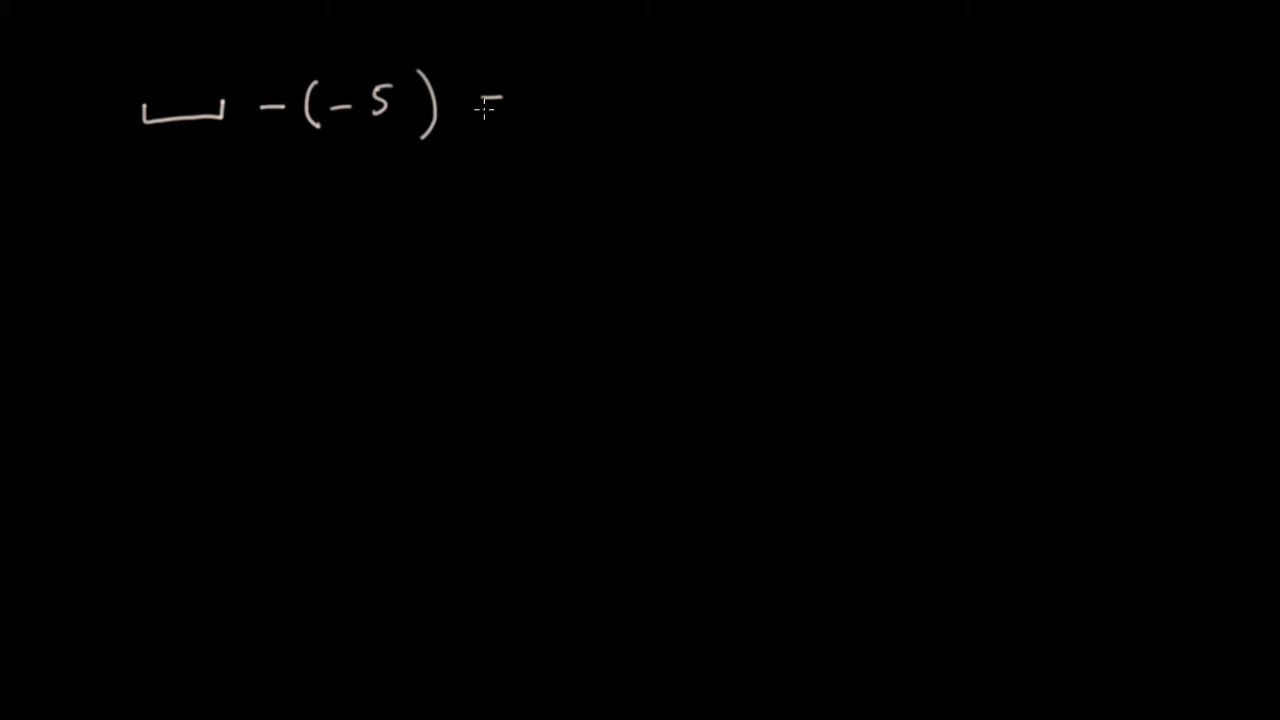 ⎵ - (-5) =